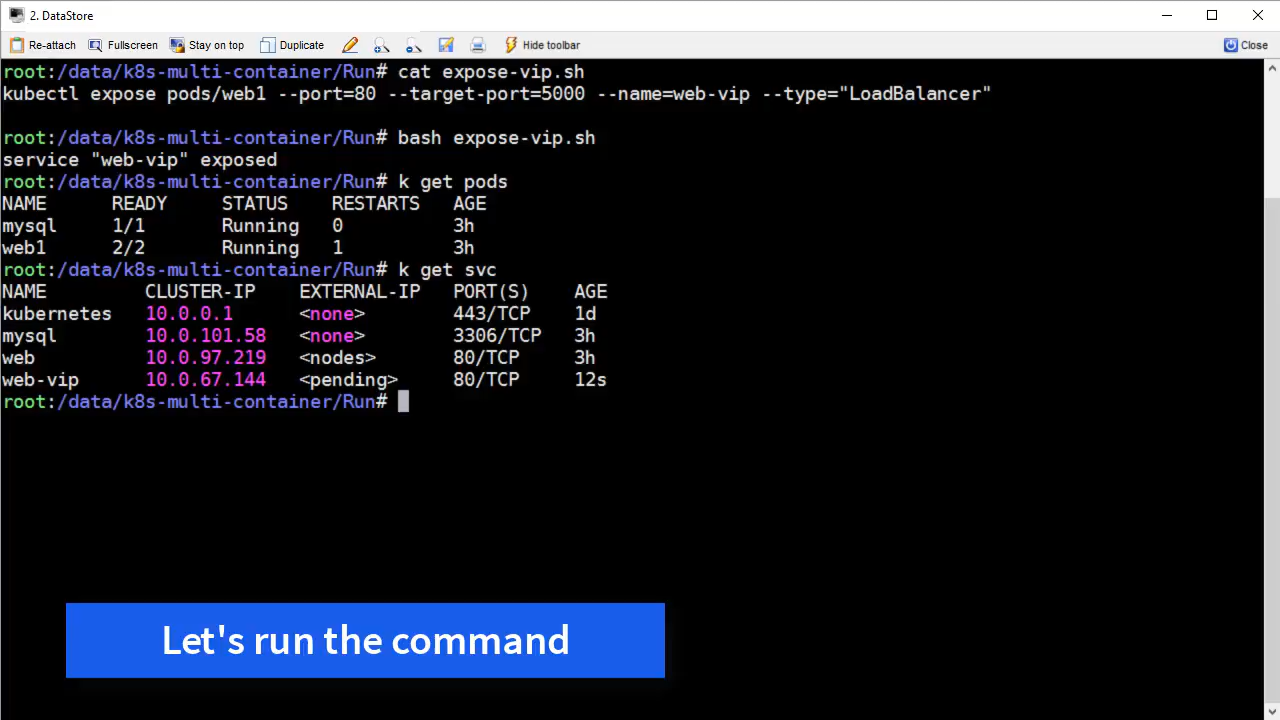 2. DataStore
Re-attach Fullscreen Stay on top Duplicate Hide toolbar Close
root:/data/k8s-multi-container/Run# cat expose-vip.sh
kubectl expose pods/web1 --port=80 --target-port=5000 --name=web-vip --type="LoadBalancer"
root:/data/k8s-multi-container/Run# bash expose-vip.sh
service "web-vip" exposed
root:/data/k8s-multi-container/Run# k get pods
NAME READY STATUS RESTARTS AGE
mysql 1/1 Running 0 3h
web1 2/2 Running 1 3h
root:/data/k8s-multi-container/Run# k get svc
NAME CLUSTER-IP EXTERNAL-IP PORT(S) AGE
kubernetes 10.0.0.1 <none> 443/TCP 1d
mysql 10.0.101.58 <none> 3306/TCP 3h
web 10.0.97.219 <nodes> 80/TCP 3h
web-vip 10.0.67.144 <pending> 80/TCP 12s
root:/data/k8s-multi-container/Run#
Let's run the command